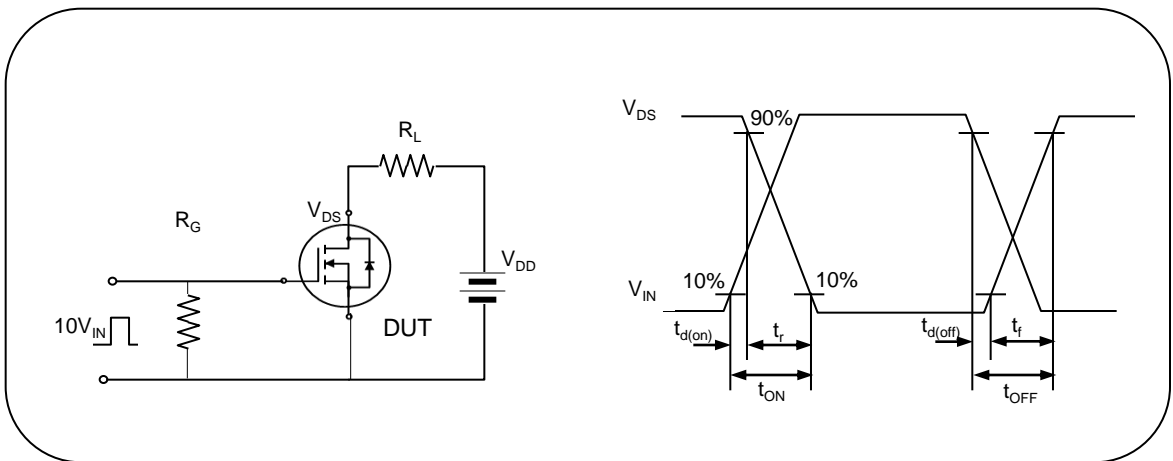 R_L
R_G
V_DS
V_DD
10V_IN
DUT
V_DS
90%
V_IN
10%
10%
t_d(on)
t_r
t_ON
t_d(off)
t_f
t_OFF